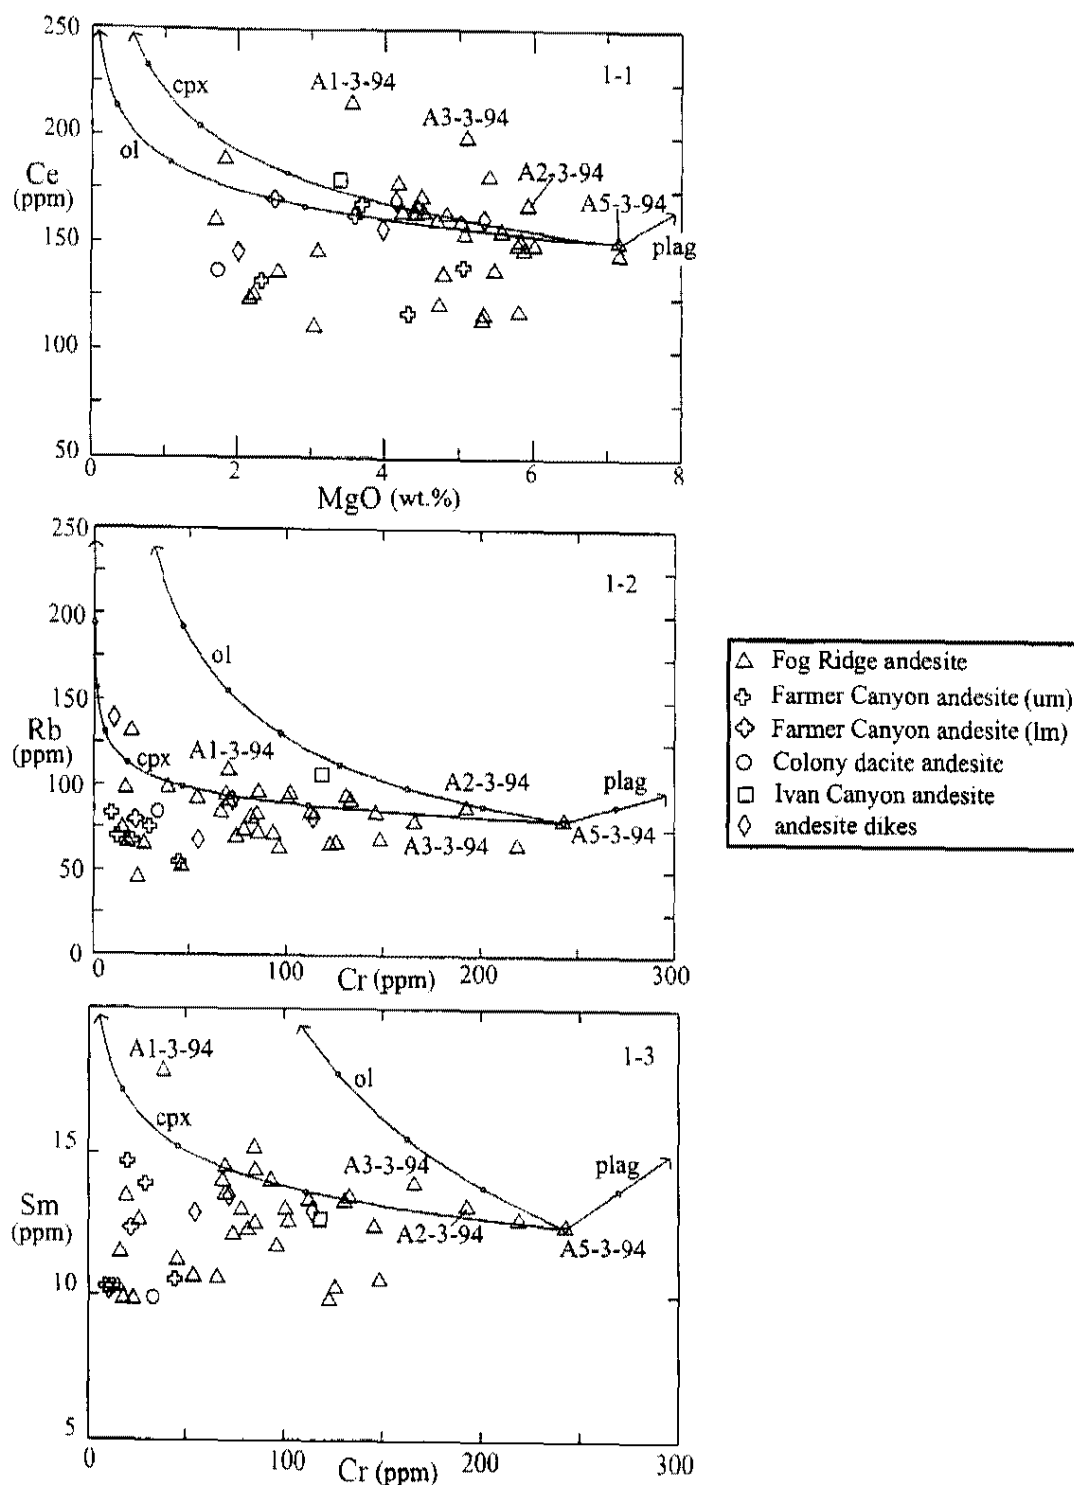 250
1-1
cpx
A1-3-94
200
A3-3-94
ol
Ce
(ppm)
A2-3-94
A5-3-94
150
plag
100
50
0
2
4
6
8
MgO (wt.%)
250
1-2
200
ol
150
Rb
(ppm)
cpx
A1-3-94
100
A2-3-94
plag
A3-3-94
A5-3-94
50
0
0
100
200
300
Cr (ppm)
△ Fog Ridge andesite
Farmer Canyon andesite (um)
Farmer Canyon andesite (lm)
○ Colony dacite andesite
□ Ivan Canyon andesite
◊ andesite dikes
A1-3-94
1-3
ol
cpx
15
A3-3-94
plag
Sm
(ppm)
A2-3-94
A5-3-94
10
5
0
100
200
300
Cr (ppm)